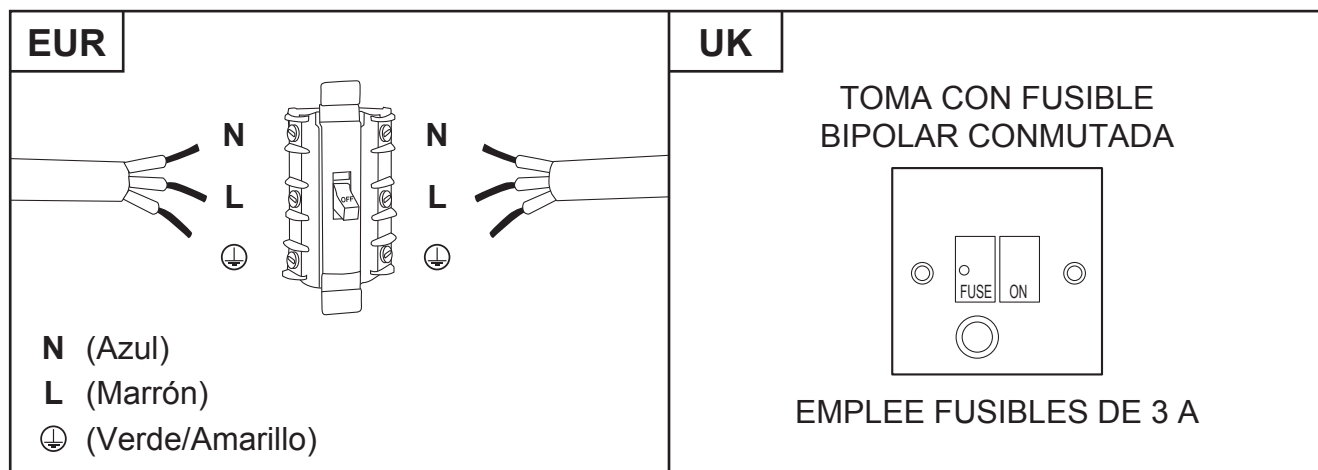 EUR
N
N
L
L
OFF
N (Azul)
L (Marrón)
(Verde/Amarillo)
UK
TOMA CON FUSIBLE
BIPOLAR CONMUTADA
FUSE ON
EMPLEE FUSIBLES DE 3 A